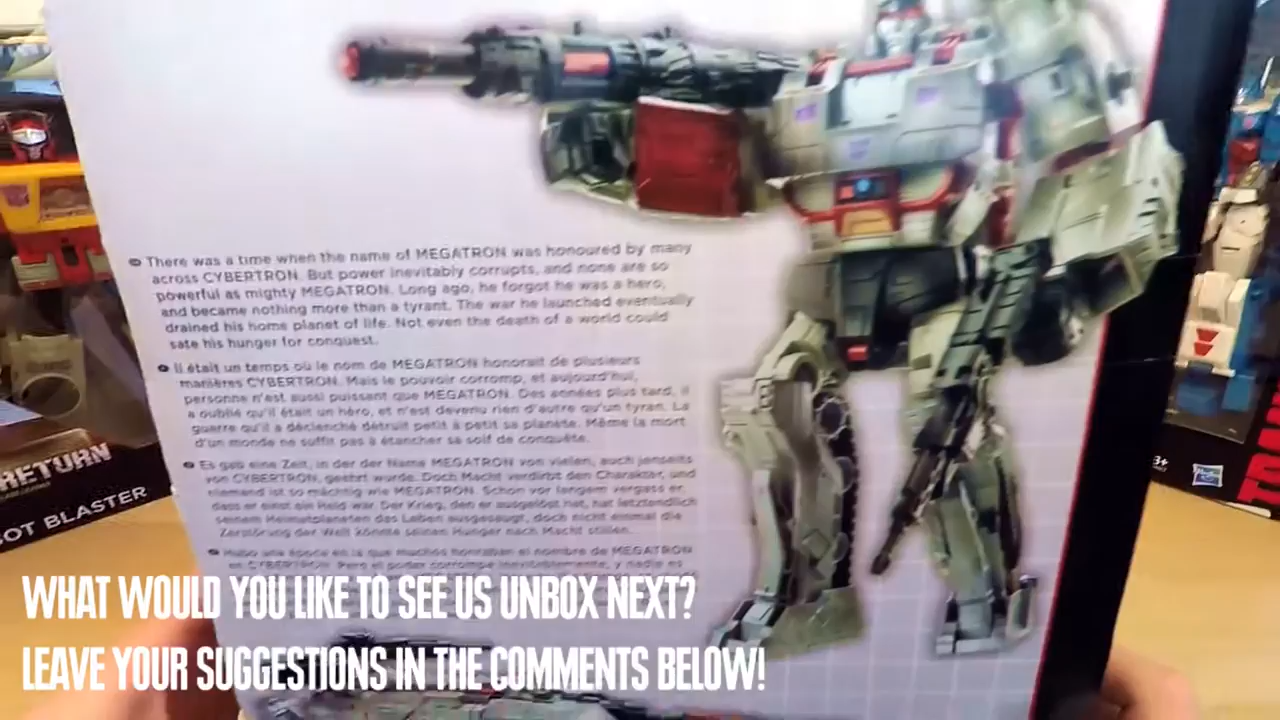 There was a time when the name of MEGATRON was honoured by many
across CYBERTRON. But power inevitably corrupts, and none are so
powerful as mighty MEGATRON. Long ago, he forgot he was a hero,
and became nothing more than a tyrant. The war he launched eventually
drained his home planet of life. Not even the death of a world could
sate his hunger for conquest.
Il était un temps où le nom de MEGATRON honorait de plusieurs
manières CYBERTRON. Mais le pouvoir corromp, et aujourd'hui,
personne n'est aussi puissant que MEGATRON. Des années plus tard, il
a oublié qu'il était un héro, et n'est devenu rien d'autre qu'un tyran. La
guerre qu'il a déclenché détruit petit à petit sa planète. Même la mort
d'un monde ne suffit pas à étancher sa soif de conquête.
Es gab eine Zeit, in der der Name MEGATRON von vielen, auch jenseits
von CYBERTRON, geehrt wurde. Doch Macht verdirbt den Charakter, und
niemand ist so mächtig wie MEGATRON. Schon vor langem vergass er,
dass er einst ein Held war. Der Krieg, den er ausgelöst hat, hat letztendlich
seinem Heimatplaneten das Leben ausgesaugt, doch nicht einmal die
Zerstörung der Welt könnte seinen Hunger nach Macht stillen.
Hubo una época en la que muchos honraban el nombre de MEGATRON
en CYBERTRON. Pero el poder corrompe inevitablemente, y nadie es
RETURN
OT BLASTER
3+
Hasbro
WHAT WOULD YOU LIKE TO SEE US UNBOX NEXT?
LEAVE YOUR SUGGESTIONS IN THE COMMENTS BELOW!